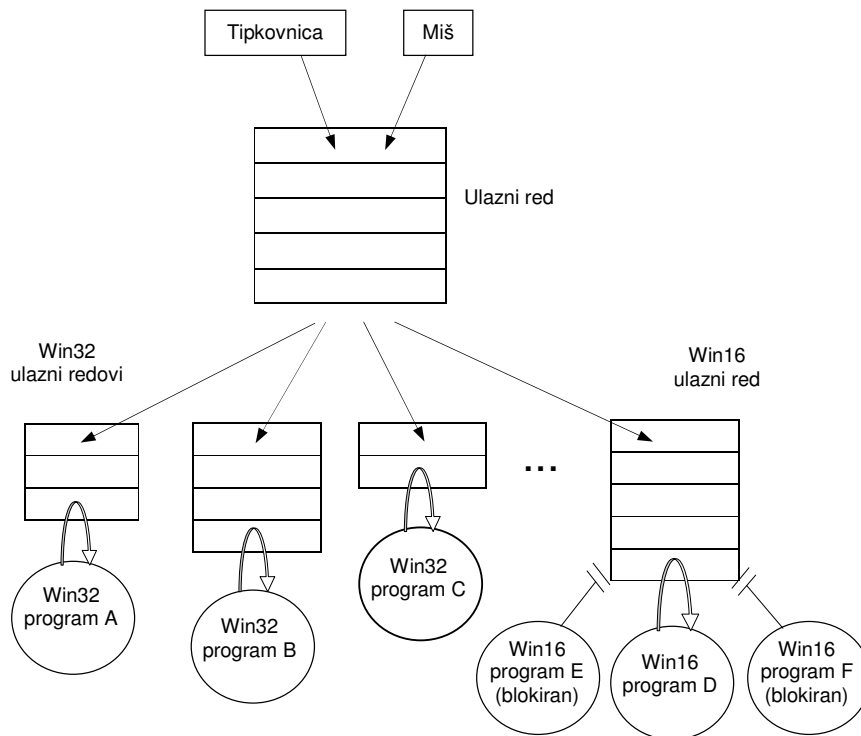 Tipkovnica
Miš
Ulazni red
Win32
ulazni redovi
Win16
ulazni red
...
Win32
program A
Win32
program B
Win32
program C
Win16
program E
(blokiran)
Win16
program D
Win16
program F
(blokiran)